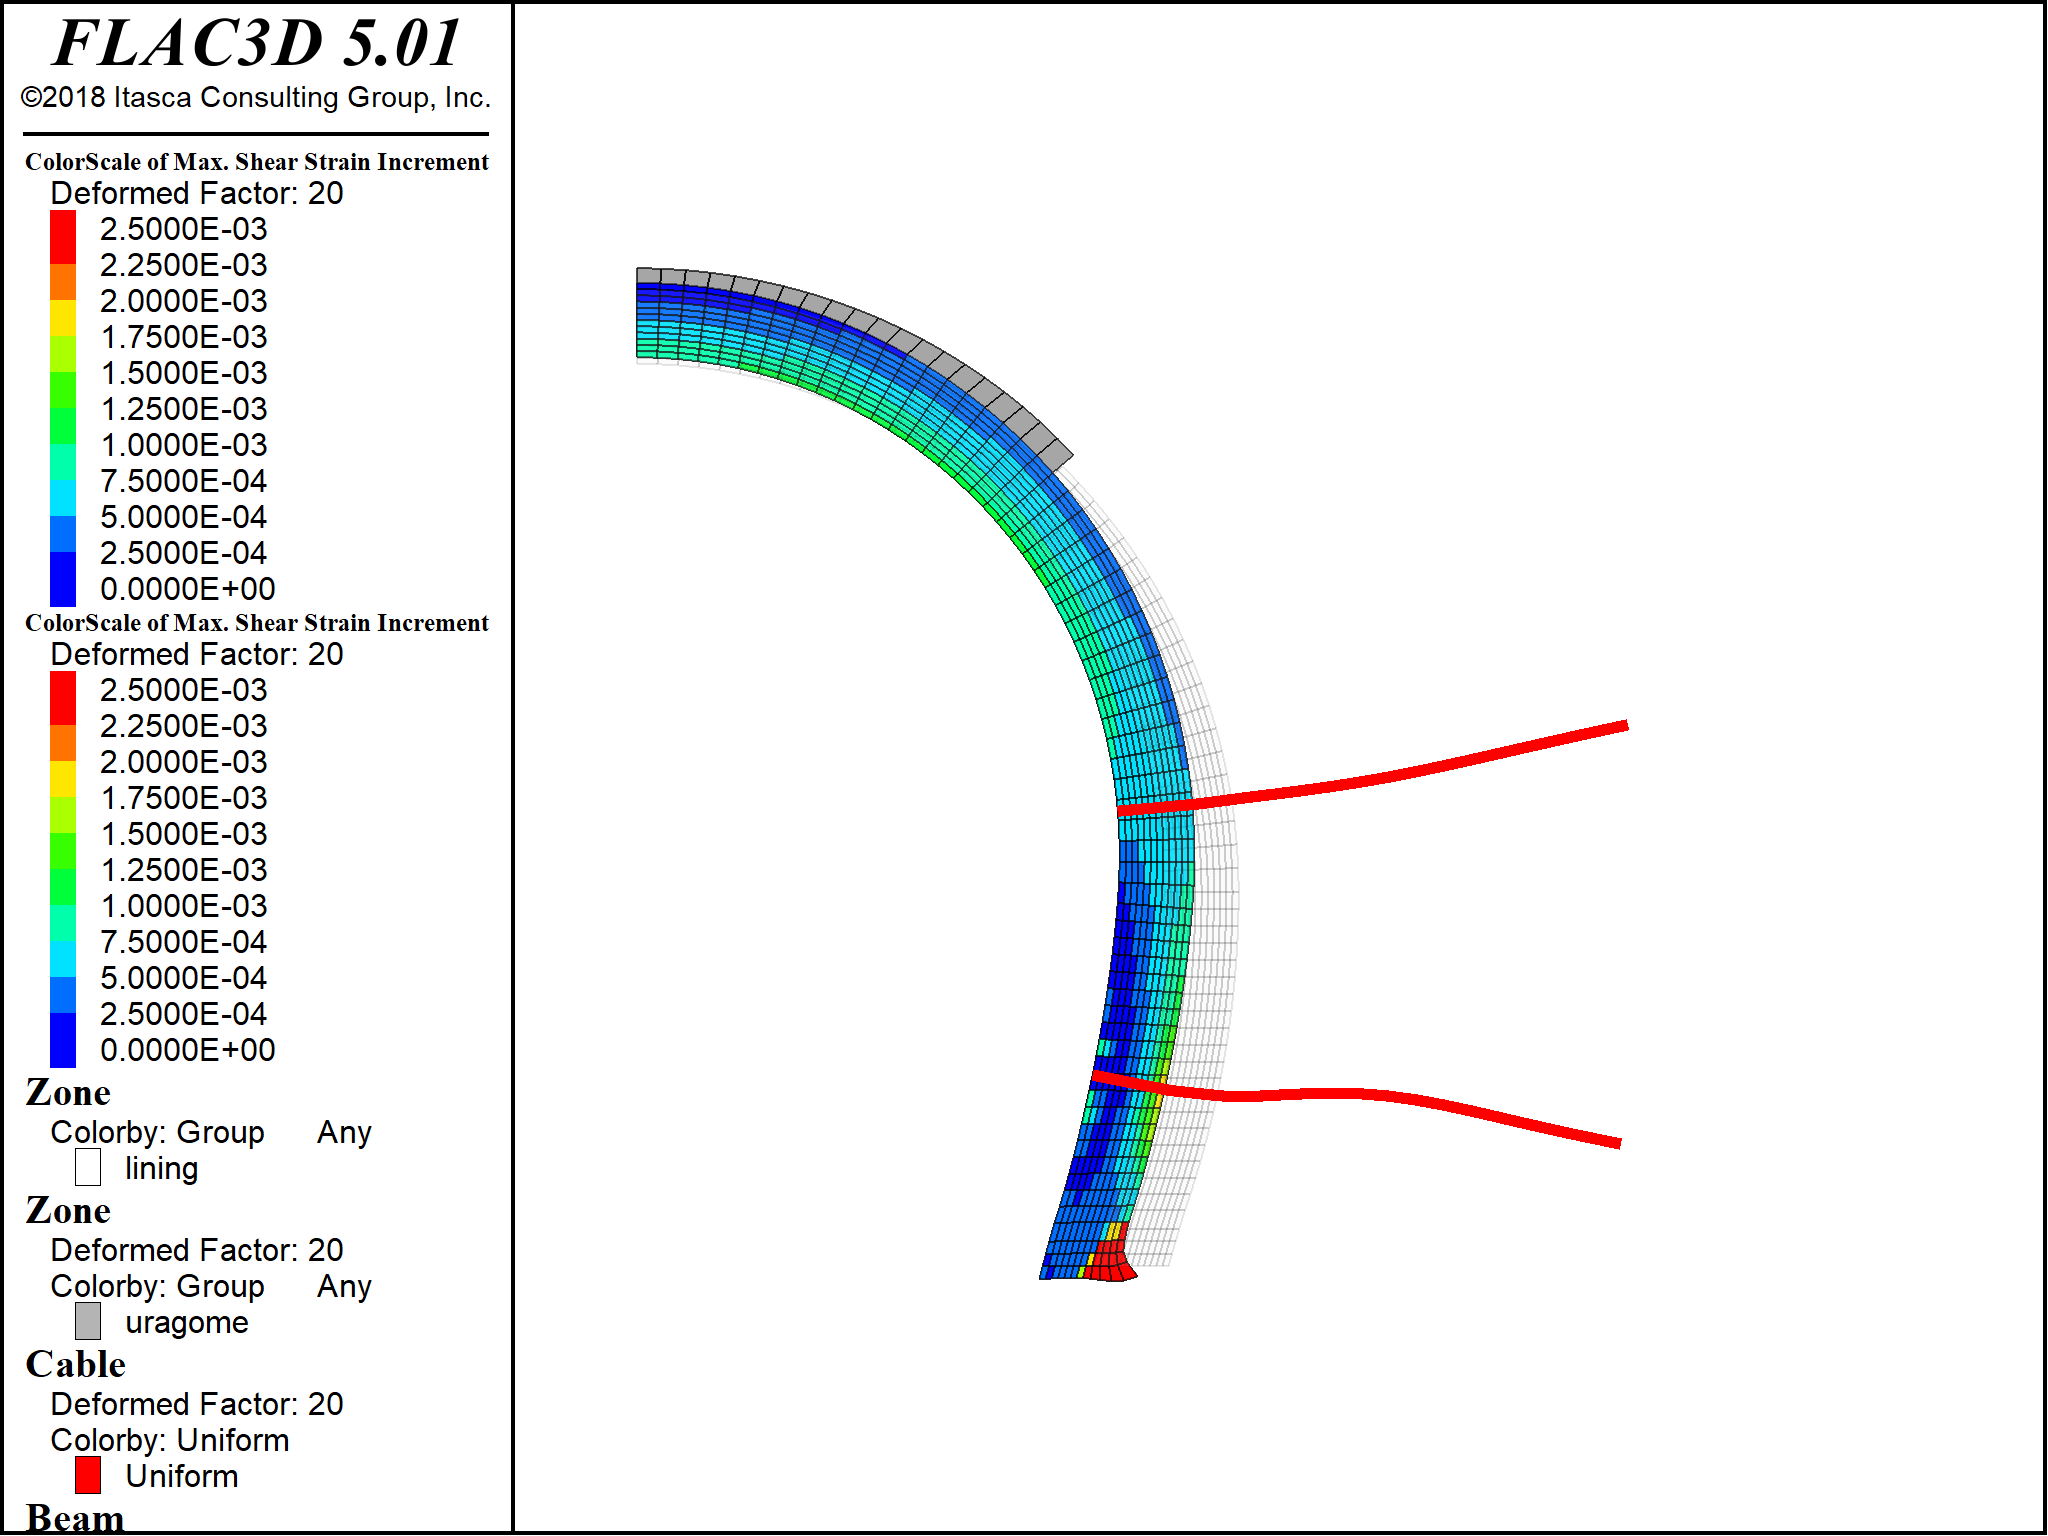 FLAC3D 5.01
©2018 Itasca Consulting Group, Inc.
ColorScale of Max. Shear Strain Increment
Deformed Factor: 20
2.5000E-03
2.2500E-03
2.0000E-03
1.7500E-03
1.5000E-03
1.2500E-03
1.0000E-03
7.5000E-04
5.0000E-04
2.5000E-04
0.0000E+00
ColorScale of Max. Shear Strain Increment
Deformed Factor: 20
2.5000E-03
2.2500E-03
2.0000E-03
1.7500E-03
1.5000E-03
1.2500E-03
1.0000E-03
7.5000E-04
5.0000E-04
2.5000E-04
0.0000E+00
Zone
Colorby: Group Any
lining
Zone
Deformed Factor: 20
Colorby: Group Any
uragome
Cable
Deformed Factor: 20
Colorby: Uniform
Uniform
Beam